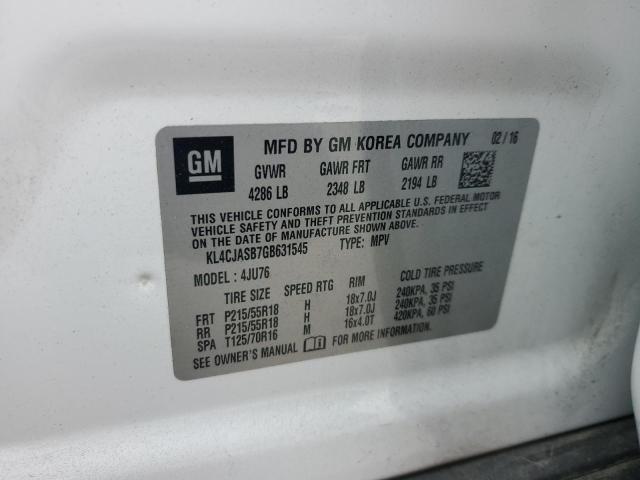 GM
MFD BY GM KOREA COMPANY 02/16
GVWR GAWR FRT GAWR RR
4286 LB 2348 LB 2194 LB
THIS VEHICLE CONFORMS TO ALL APPLICABLE U.S. FEDERAL MOTOR
VEHICLE SAFETY AND THEFT PREVENTION STANDARDS IN EFFECT ON
THE DATE OF MANUFACTURE SHOWN ABOVE.
KL4CJASB7GB631545 TYPE: MPV
MODEL: 4JU76
TIRE SIZE SPEED RTG RIM COLD TIRE PRESSURE
FRT P215/55R18 H 18x7.0J 240KPA, 35 PSI
RR P215/55R18 H 18x7.0J 240KPA, 35 PSI
SPA T125/70R16 M 16x4.0T 420KPA, 60 PSI
SEE OWNER'S MANUAL FOR MORE INFORMATION.